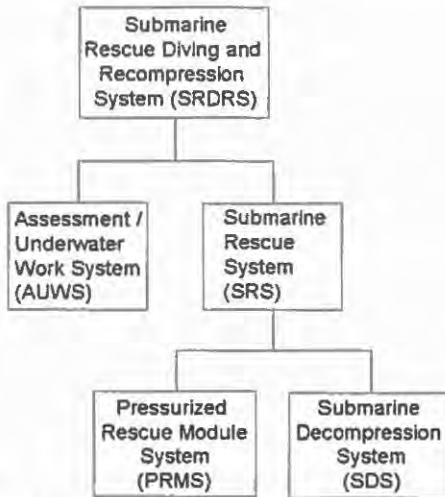 Submarine
Rescue Diving and
Recompression
System (SRDRS)
Assessment /
Underwater
Work System
(AUWS)
Submarine
Rescue
System
(SRS)
Pressurized
Rescue Module
System
(PRMS)
Submarine
Decompression
System
(SDS)